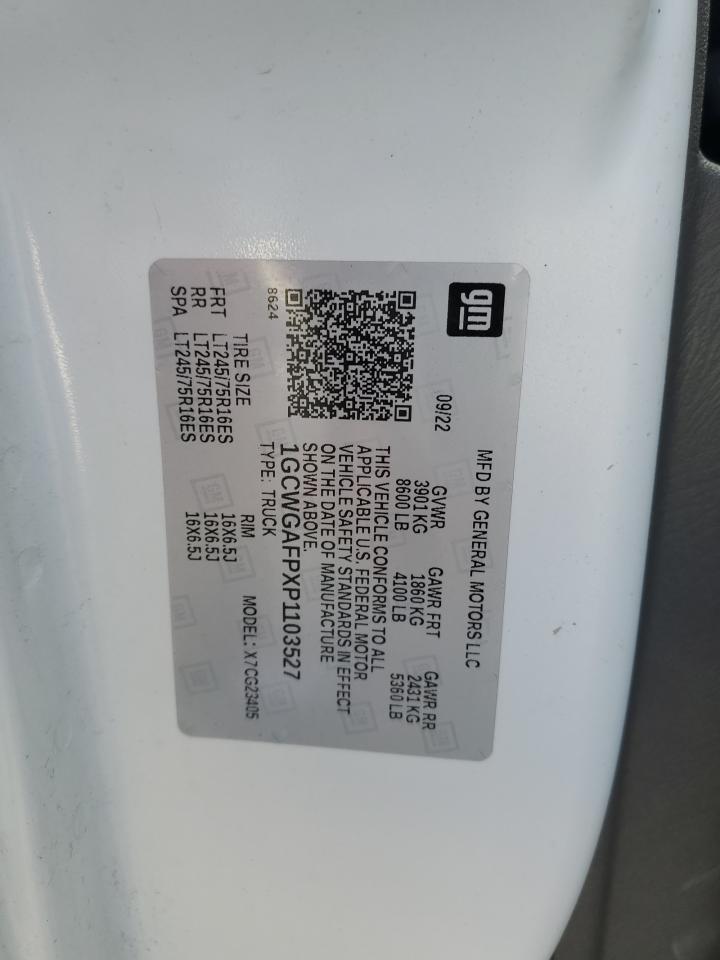 gm
MFD BY GENERAL MOTORS LLC
09/22
GVWR GAWR FRT GAWR RR
3901 KG 1860 KG 2431 KG
8600 LB 4100 LB 5360 LB
THIS VEHICLE CONFORMS TO ALL
APPLICABLE U.S. FEDERAL MOTOR
VEHICLE SAFETY STANDARDS IN EFFECT
ON THE DATE OF MANUFACTURE
SHOWN ABOVE.
1GCWGAFPXP1103527
8624
TYPE: TRUCK MODEL: X7CG23405
TIRE SIZE RIM
FRT LT245/75R16ES 16X6.5J
RR LT245/75R16ES 16X6.5J
SPA LT245/75R16ES 16X6.5J